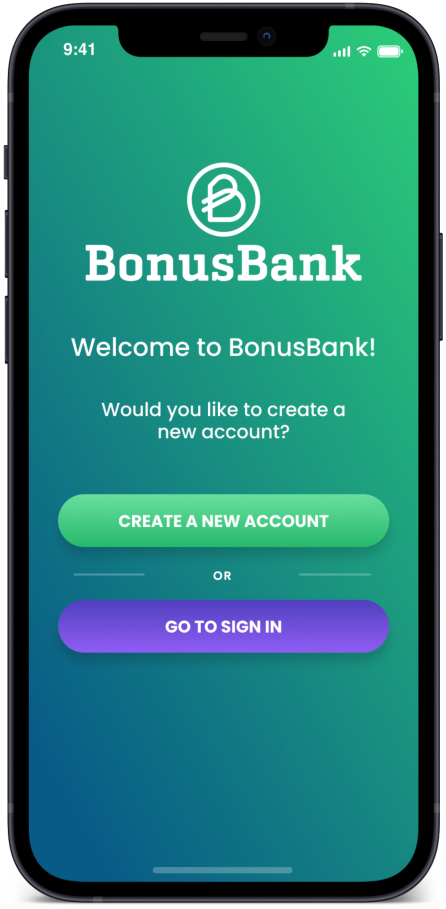 9:41
BonusBank
Welcome to BonusBank!
Would you like to create a
new account?
CREATE A NEW ACCOUNT
OR
GO TO SIGN IN